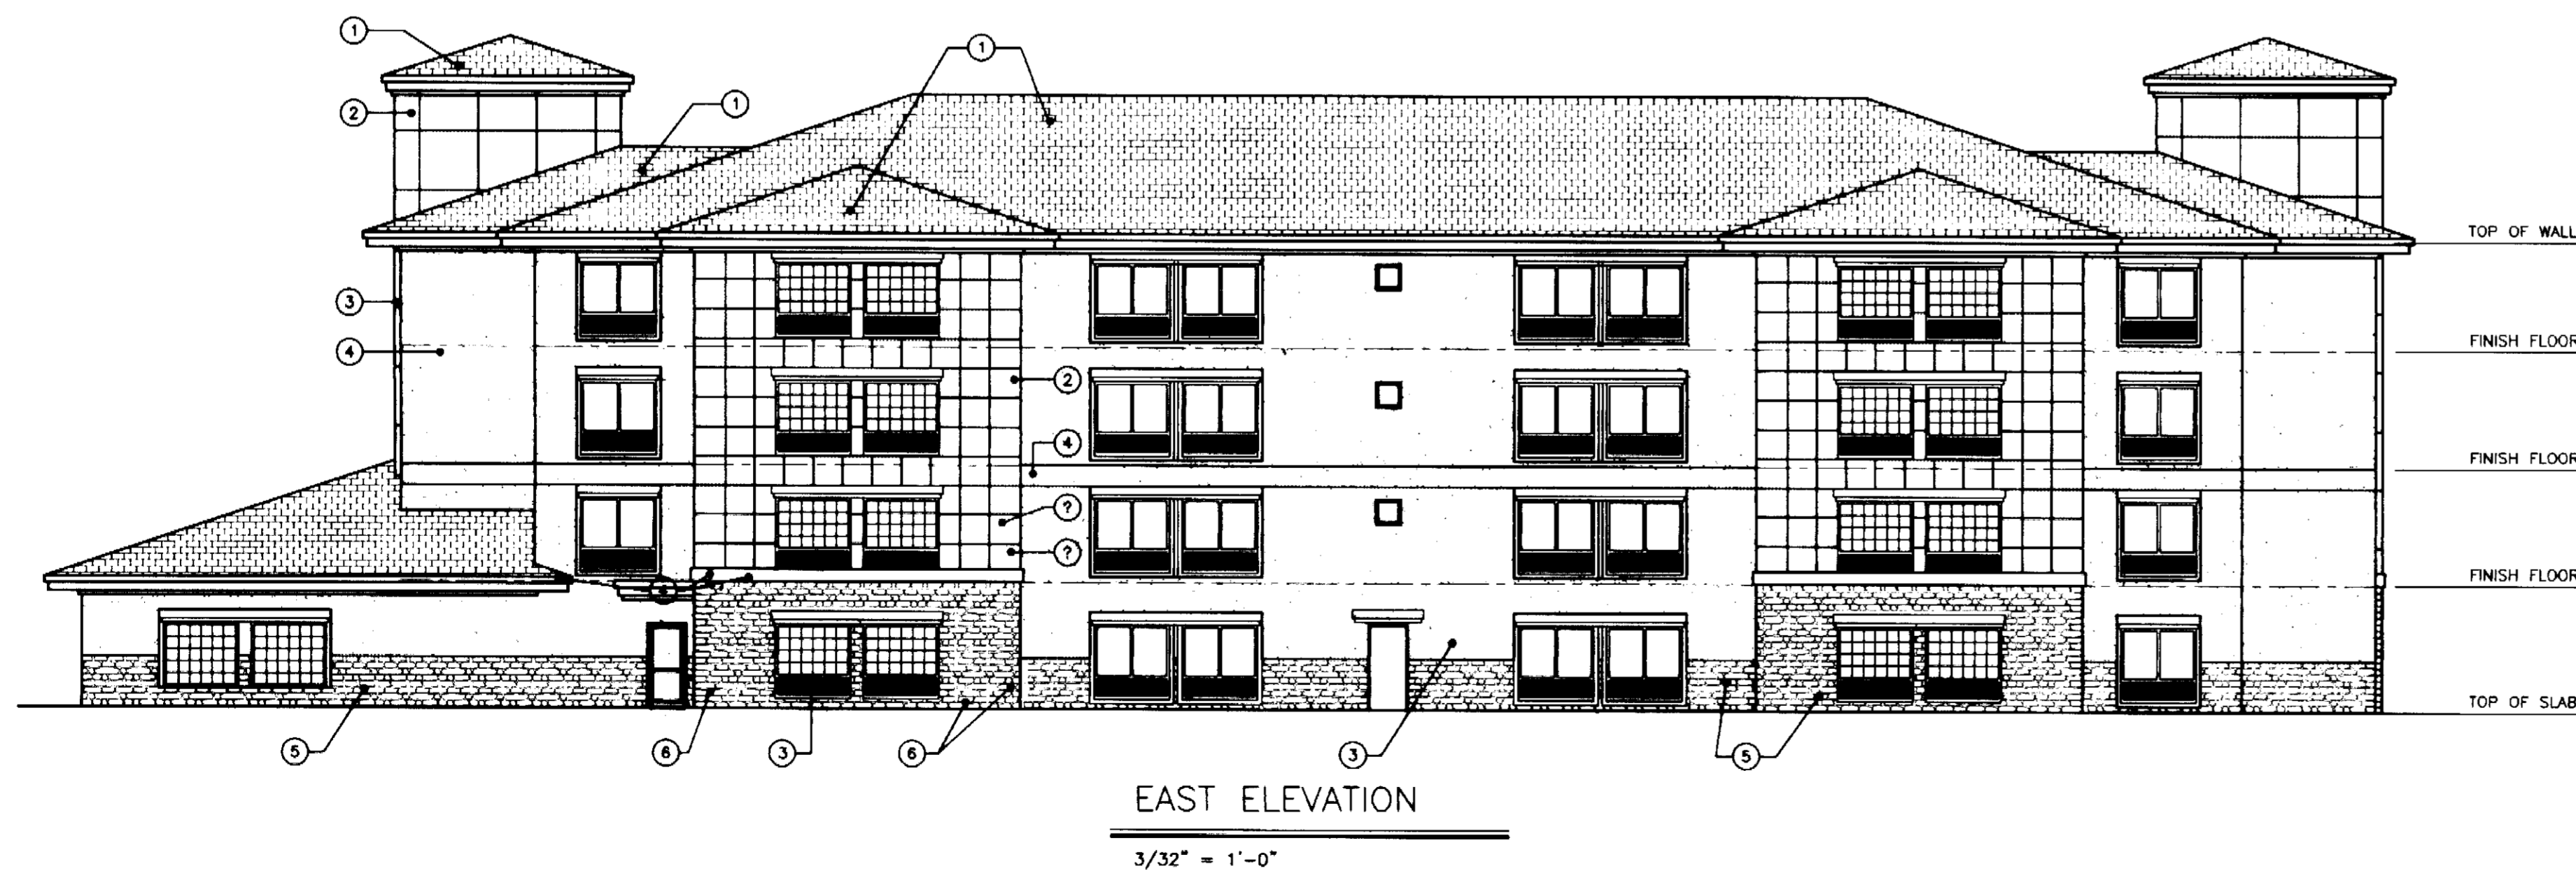 1
1
1
2
TOP OF WALL
3
FINISH FLOOR
4
2
4
FINISH FLOOR
?
?
FINISH FLOOR
TOP OF SLAB
5
6
3
6
3
5
EAST ELEVATION
3/32" = 1'-0"